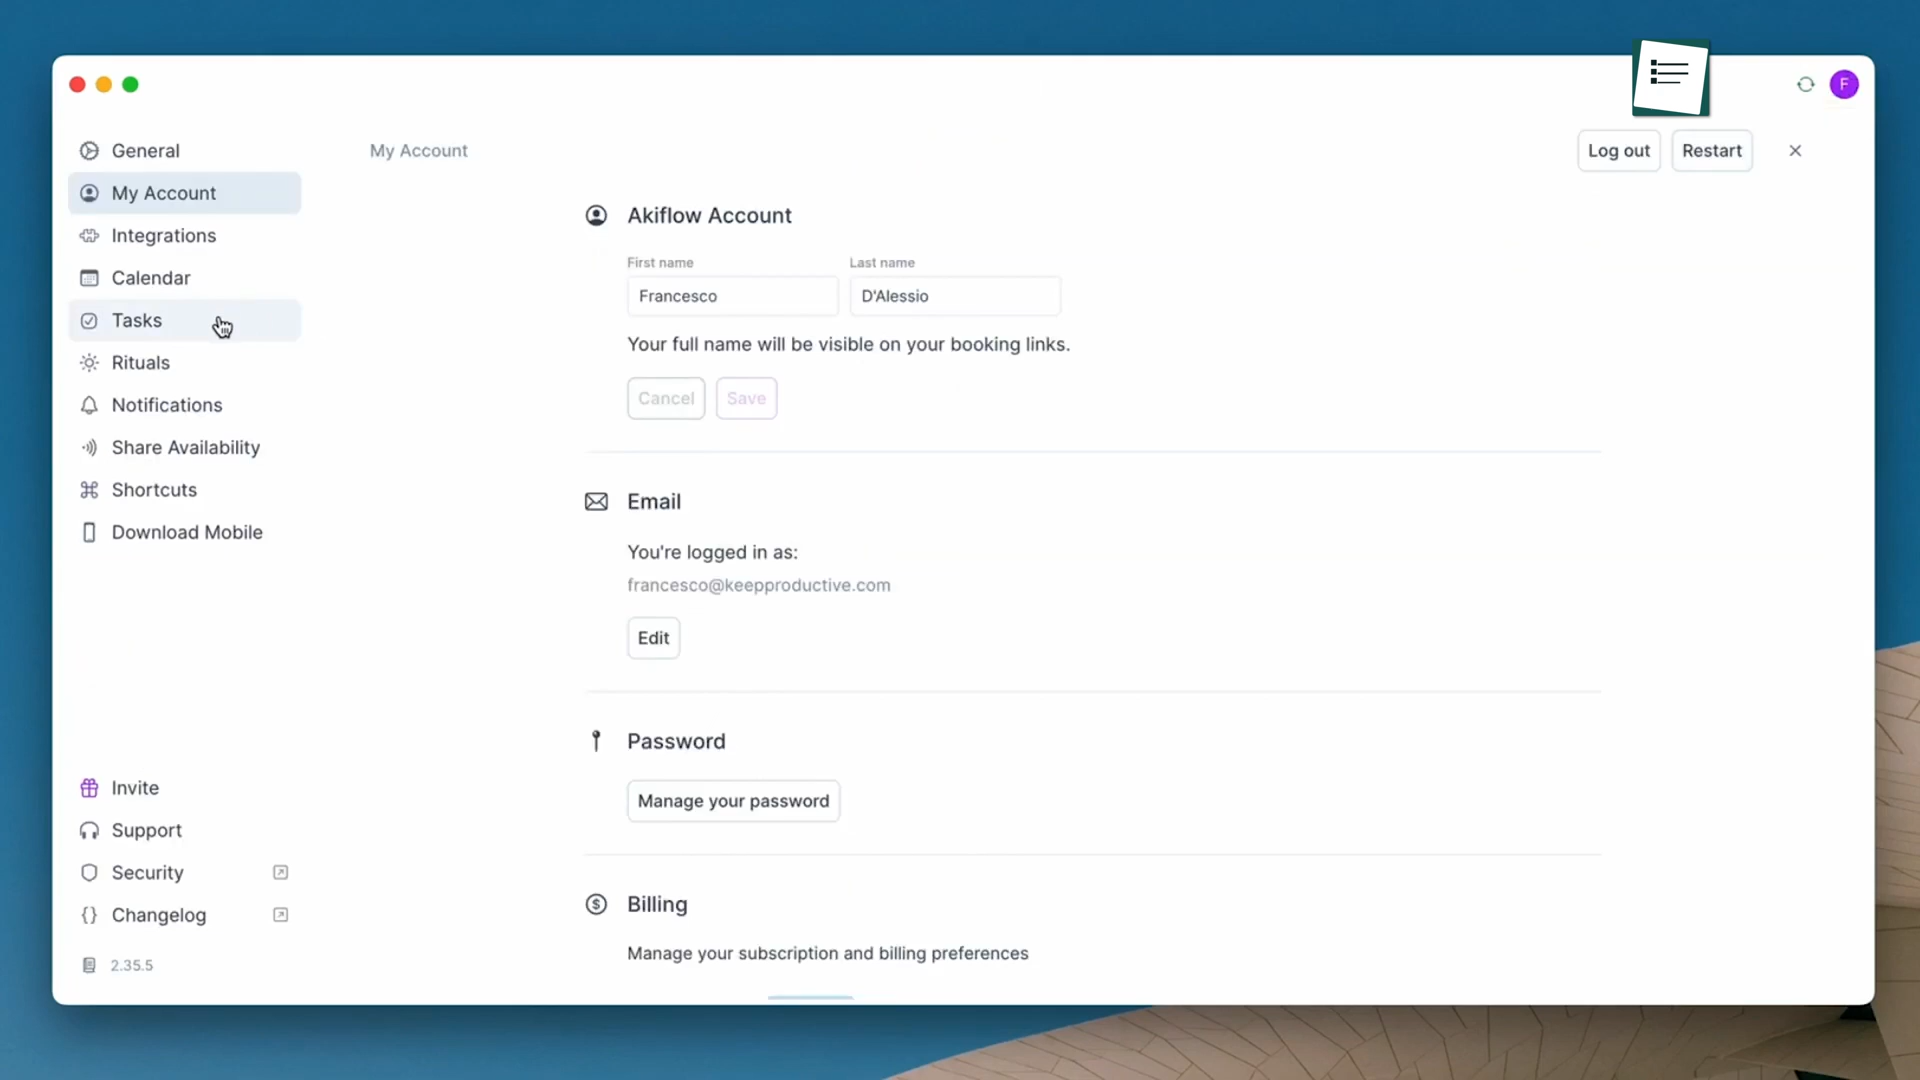 F
General
My Account
Integrations
Calendar
Tasks
Rituals
Notifications
Share Availability
Shortcuts
Download Mobile
Invite
Support
Security
Changelog
2.35.5
My Account
Log out
Restart
Akiflow Account
First name
Last name
Francesco
D'Alessio
Your full name will be visible on your booking links.
Cancel
Save
Email
You're logged in as:
francesco@keepproductive.com
Edit
Password
Manage your password
Billing
Manage your subscription and billing preferences